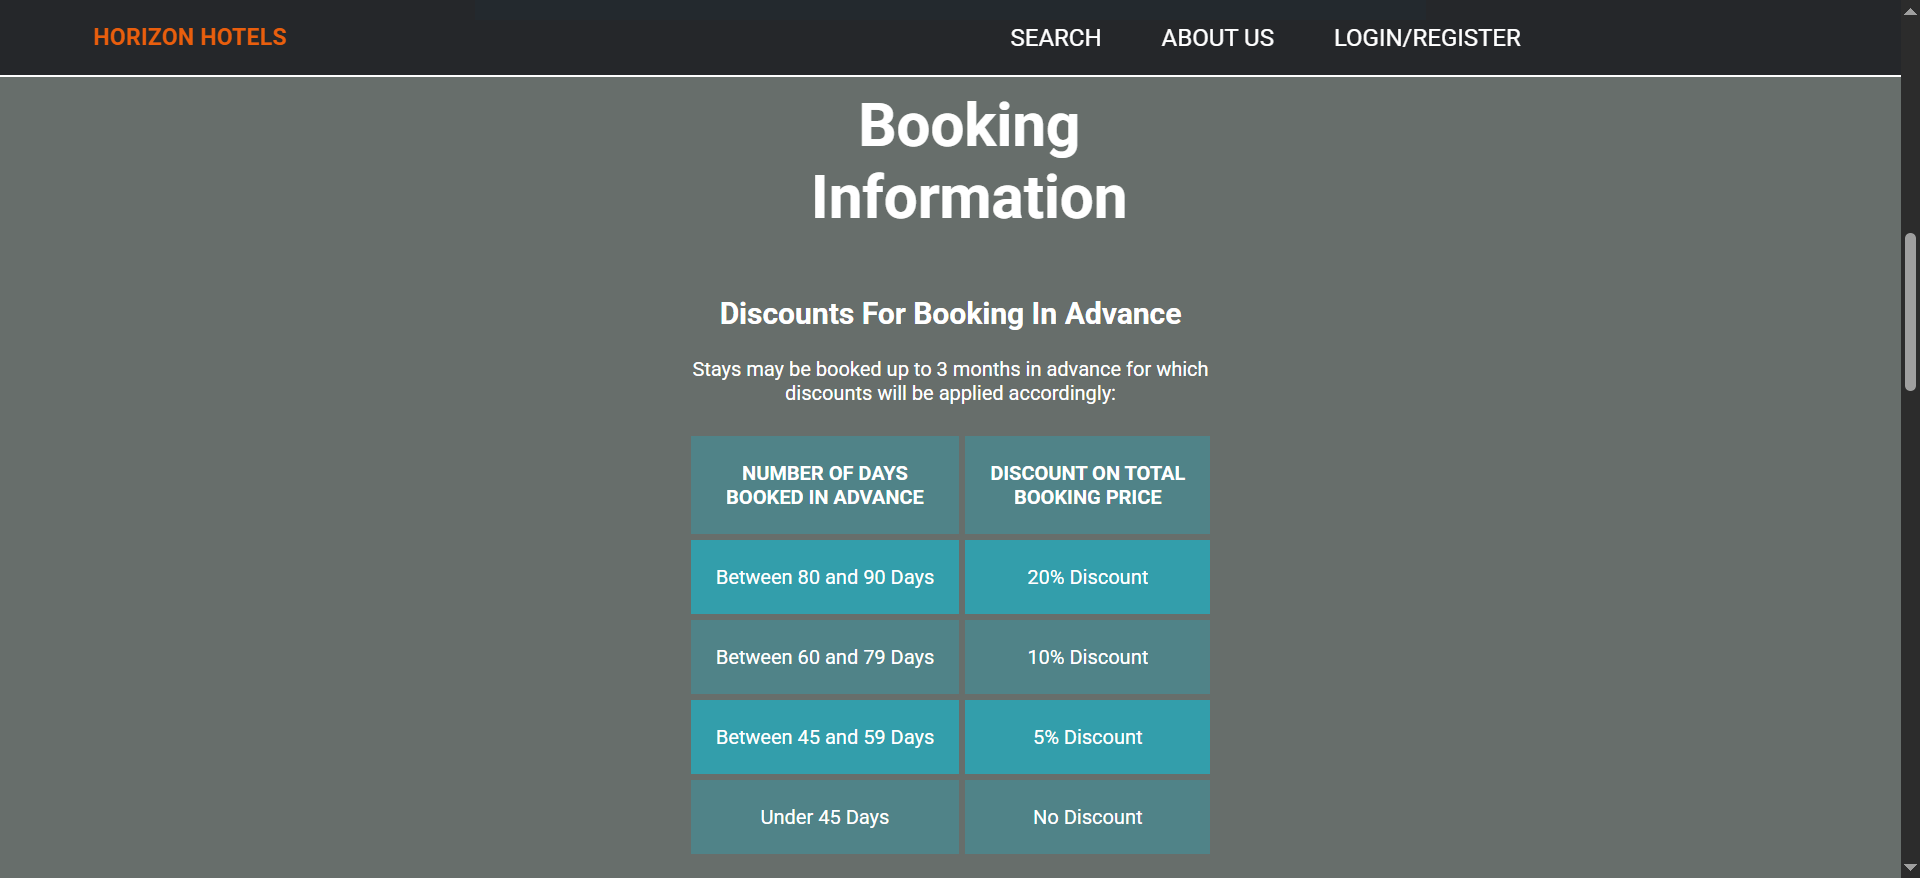 HORIZON HOTELS
SEARCH
ABOUT US
LOGIN/REGISTER
Booking
Information
Discounts For Booking In Advance
Stays may be booked up to 3 months in advance for which
discounts will be applied accordingly:
NUMBER OF DAYS
BOOKED IN ADVANCE
DISCOUNT ON TOTAL
BOOKING PRICE
Between 80 and 90 Days
20% Discount
Between 60 and 79 Days
10% Discount
Between 45 and 59 Days
5% Discount
Under 45 Days
No Discount